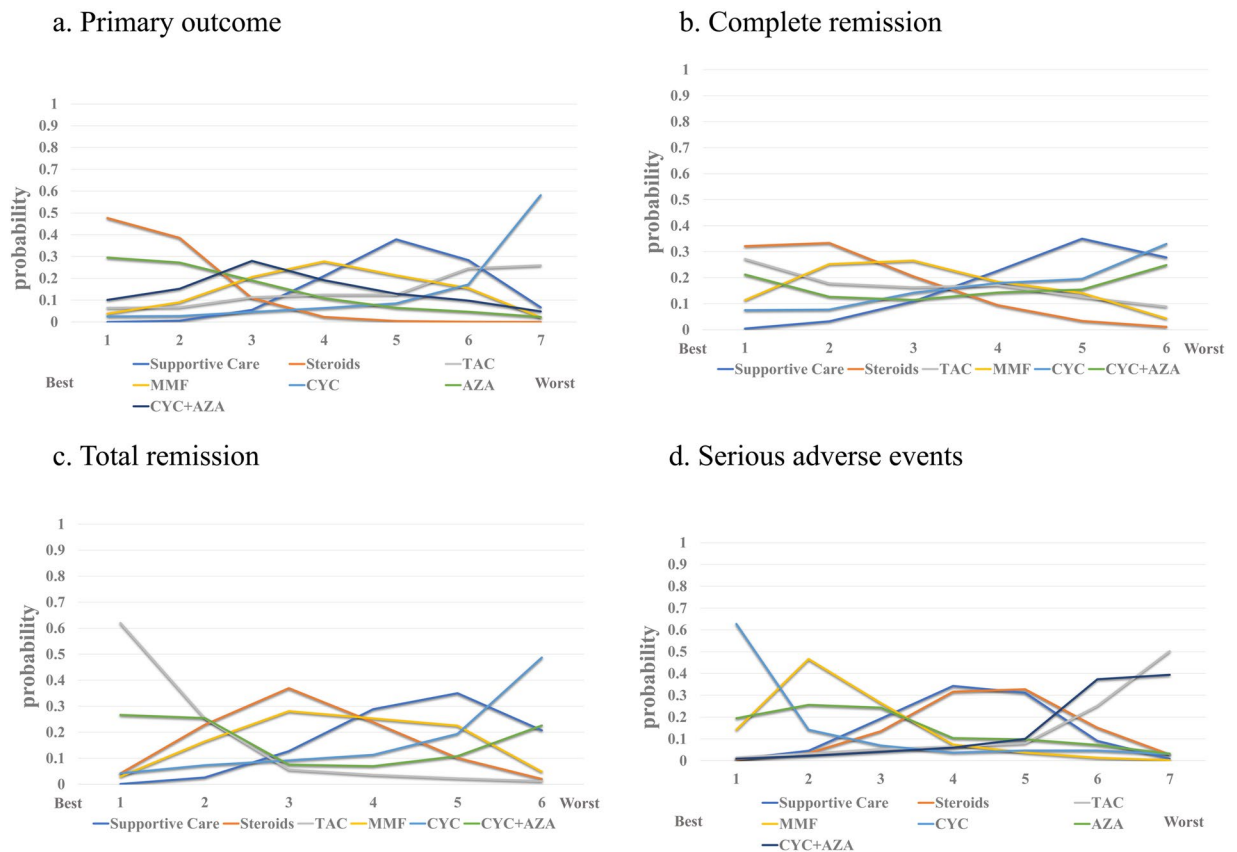 a. Primary outcome
probability
1
0.9
0.8
0.7
0.6
0.5
0.4
0.3
0.2
0.1
0
1 2 3 4 5 6 7
Supportive Care Steroids TAC
Best MMF CYC AZA Worst
CYC+AZA
b. Complete remission
probability
1
0.9
0.8
0.7
0.6
0.5
0.4
0.3
0.2
0.1
0
Best 1 2 3 4 5 6 Worst
Supportive Care Steroids TAC MMF CYC CYC+AZA
c. Total remission
probability
1
0.9
0.8
0.7
0.6
0.5
0.4
0.3
0.2
0.1
0
Best 1 2 3 4 5 6 Worst
Supportive Care Steroids TAC MMF CYC CYC+AZA
d. Serious adverse events
probability
1
0.9
0.8
0.7
0.6
0.5
0.4
0.3
0.2
0.1
0
1 2 3 4 5 6 7
Supportive Care Steroids TAC
Best MMF CYC AZA Worst
CYC+AZA